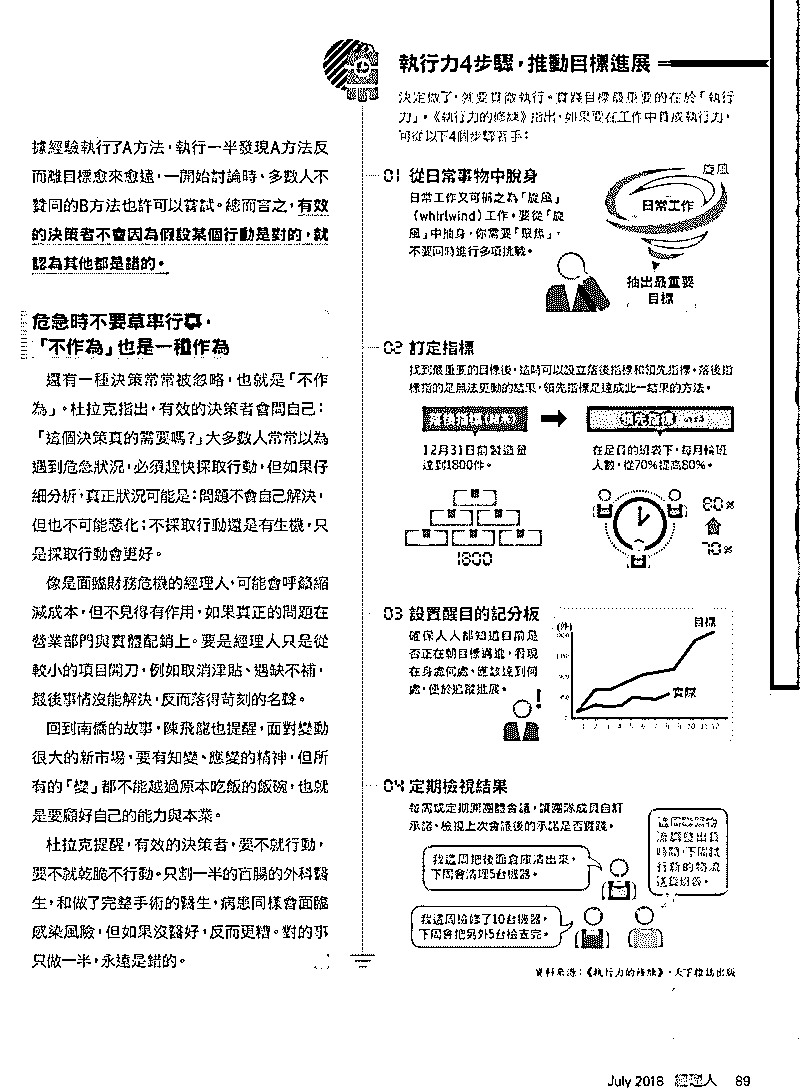 據經驗執行了A方法，執行一半發現A方法反
而離目標愈來愈遠，一開始討論時、多數人不
贊同的B方法也許可以嘗試。總而言之，有效
的決策者不會因為假設某個行動是對的，就
認為其他都是錯的。
危急時不要草率行事，
「不作為」也是一種作為
還有一種決策常常被忽略，也就是「不作
為」。杜拉克指出，有效的決策者會問自己：
「這個決策真的需要嗎？」大多數人常常以為
遇到危急狀況，必須趕快採取行動，但如果仔
細分析，真正狀況可能是：問題不會自己解決，
但也不可能惡化；不採取行動還是有生機，只
是採取行動會更好。
像是面臨財務危機的經理人，可能會呼籲縮
減成本，但不見得有作用，如果真正的問題在
營業部門與實體配銷上。要是經理人只是從
較小的項目開刀，例如取消津貼、遇缺不補，
最後事情沒能解決，反而落得苛刻的名聲。
回到南僑的故事，陳飛龍也提醒，面對變動
很大的新市場，要有知變、應變的精神，但所
有的「變」都不能越過原本吃飯的飯碗，也就
是要顧好自己的能力與本業。
杜拉克提醒，有效的決策者，要不就行動，
要不就乾脆不行動。只割一半的盲腸的外科醫
生，和做了完整手術的醫生，病患同樣會面臨
感染風險，但如果沒醫好，反而更糟。對的事
只做一半，永遠是錯的。
執行力4步驟，推動目標進展
決定做了，就要貫徹執行。實踐目標最重要的在於「執行
力」。《執行力的修練》指出，如果要在工作中養成執行力，
可從以下4個步驟著手：
01 從日常事物中脫身
日常工作又可稱之為「旋風」
（whirlwind）工作。要從「旋
風」中抽身，你需要「聚焦」，
不要同時進行多項挑戰。
旋風
日常工作
抽出最重要
目標
02 訂定指標
找到最重要的目標後，這時可以設立落後指標和領先指標。落後指
標指的是無法更動的結果，領先指標是達成此一結果的方法。
落後指標（結果）
領先指標
12月31日前製造量
達到1800件。
在足員的班表下，每月輪班
人數，從70%提高80%。
1800
80%
70%
03 設置醒目的記分板
確保人人都知道目前是
否正在朝目標邁進，看現
在身處何處、應該達到何
處，便於追蹤進展。
（件）
目標
實際
1 2 3 4 5 6 7 8 9 10 11 12
04 定期檢視結果
每周或定期開團體會議，讓團隊成員自訂
承諾、檢視上次會議後的承諾是否實踐。
我這周把後面倉庫清出來，
下周會清理5台機器。
我這周檢修了10台機器，
下周會把另外5台檢查完。
資料來源：《執行力的修練》，天下雜誌出版
July 2018 經理人 89